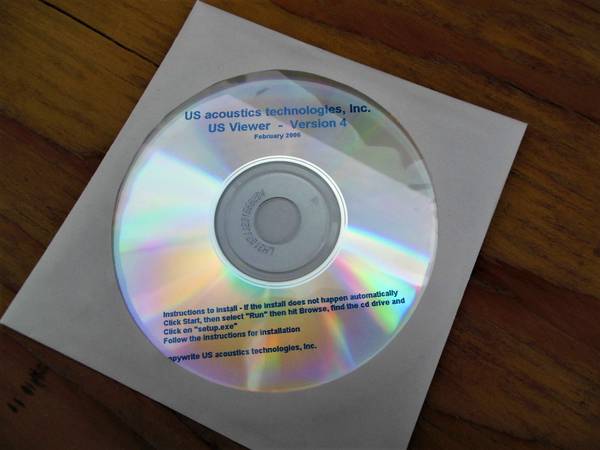 US acoustics technologies, Inc.
US Viewer - Version 4
February 2006
Instructions to install - If the install does not happen automatically
Click Start, then select "Run" then hit Browse, find the cd drive and
Click on "setup.exe"
Follow the instructions for installation
opywrite US acoustics technologies, Inc.